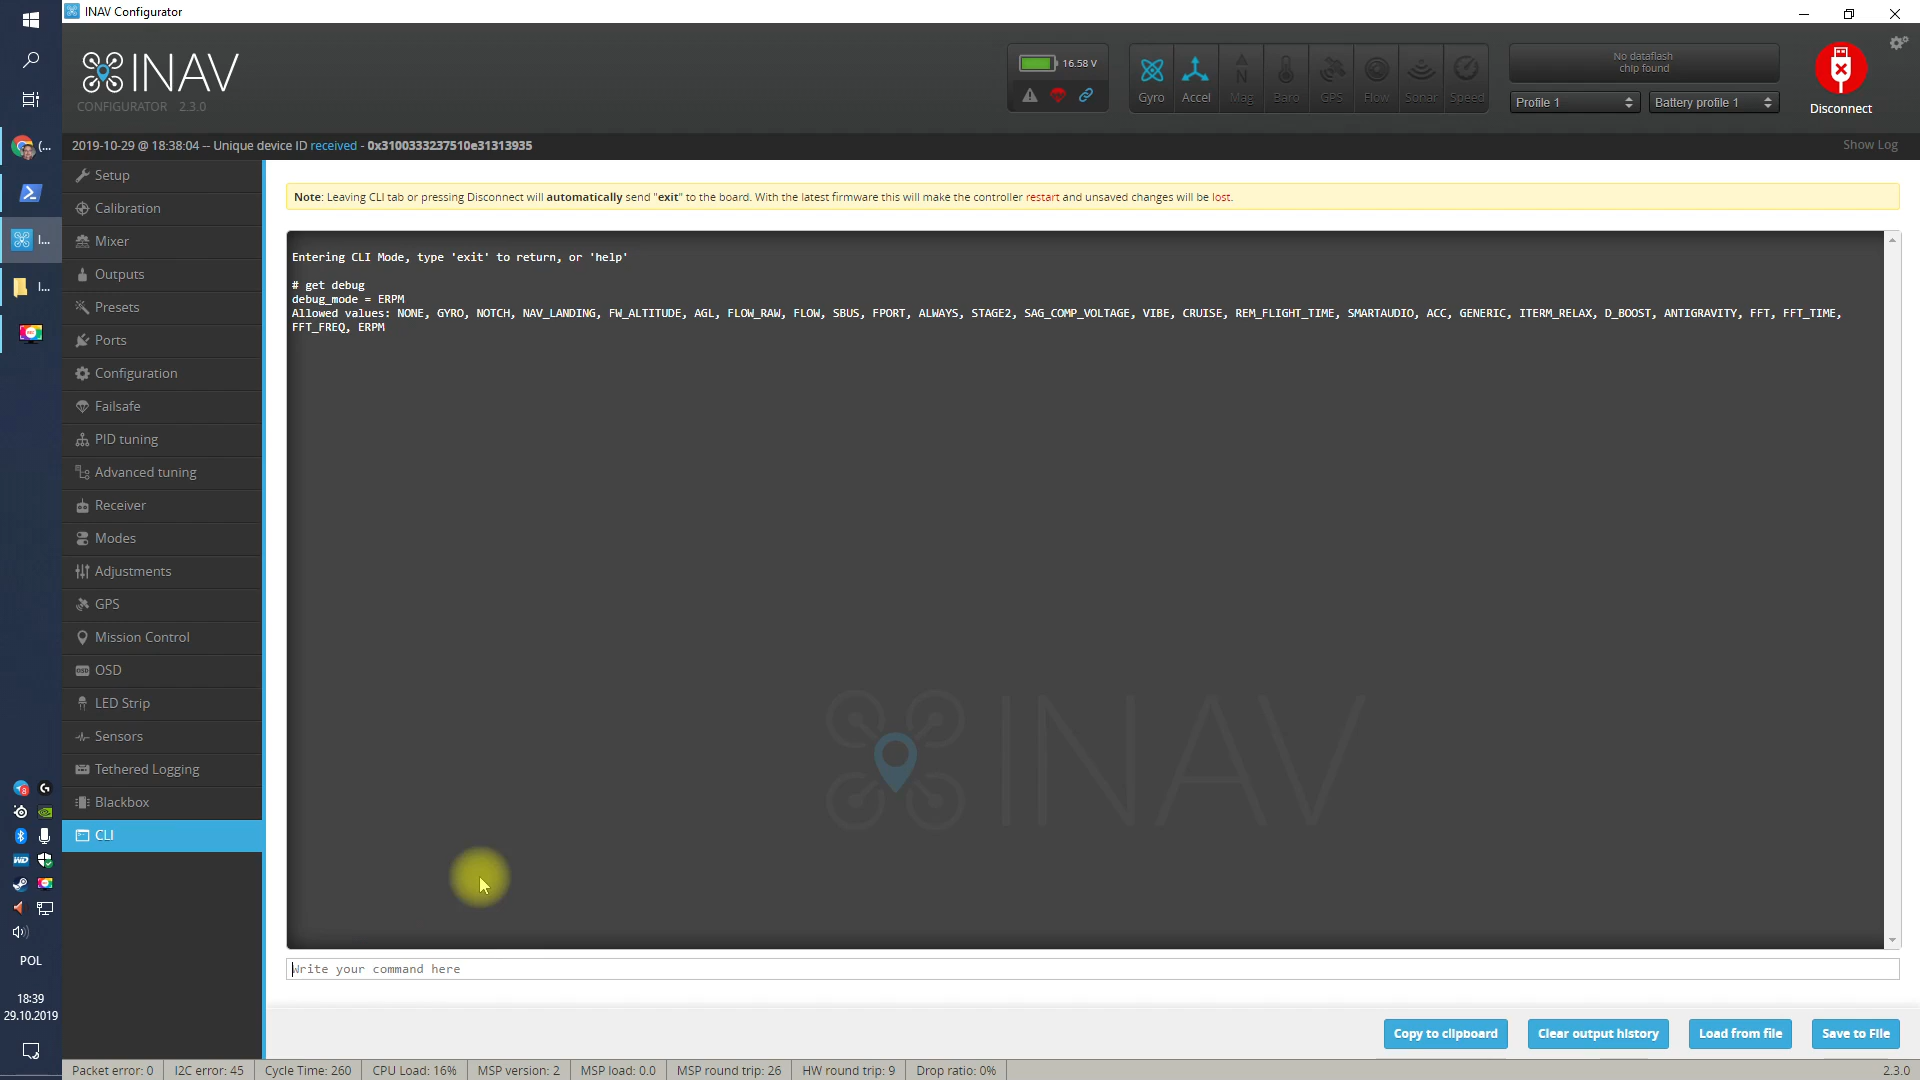 INAV Configurator
INAV
CONFIGURATOR 2.3.0
16.58 V
Gyro
Accel
Mag
Baro
GPS
Flow
Sonar
Speed
No dataflash
chip found
Profile 1
Battery profile 1
Disconnect
2019-10-29 @ 18:38:04 -- Unique device ID received - 0x3100333237510e31313935
Show Log
(...
I...
I...
Setup
Calibration
Mixer
Outputs
Presets
Ports
Configuration
Failsafe
PID tuning
Advanced tuning
Receiver
Modes
Adjustments
GPS
Mission Control
OSD
LED Strip
Sensors
Tethered Logging
Blackbox
CLI
Note: Leaving CLI tab or pressing Disconnect will automatically send "exit" to the board. With the latest firmware this will make the controller restart and unsaved changes will be lost.
Entering CLI Mode, type 'exit' to return, or 'help'
# get debug
debug_mode = ERPM
Allowed values: NONE, GYRO, NOTCH, NAV_LANDING, FW_ALTITUDE, AGL, FLOW_RAW, FLOW, SBUS, FPORT, ALWAYS, STAGE2, SAG_COMP_VOLTAGE, VIBE, CRUISE, REM_FLIGHT_TIME, SMARTAUDIO, ACC, GENERIC, ITERM_RELAX, D_BOOST, ANTIGRAVITY, FFT, FFT_TIME,
FFT_FREQ, ERPM
INAV
Write your command here
Copy to clipboard
Clear output history
Load from file
Save to File
POL
18:39
29.10.2019
Packet error: 0
I2C error: 45
Cycle Time: 260
CPU Load: 16%
MSP version: 2
MSP load: 0.0
MSP round trip: 26
HW round trip: 9
Drop ratio: 0%
2.3.0